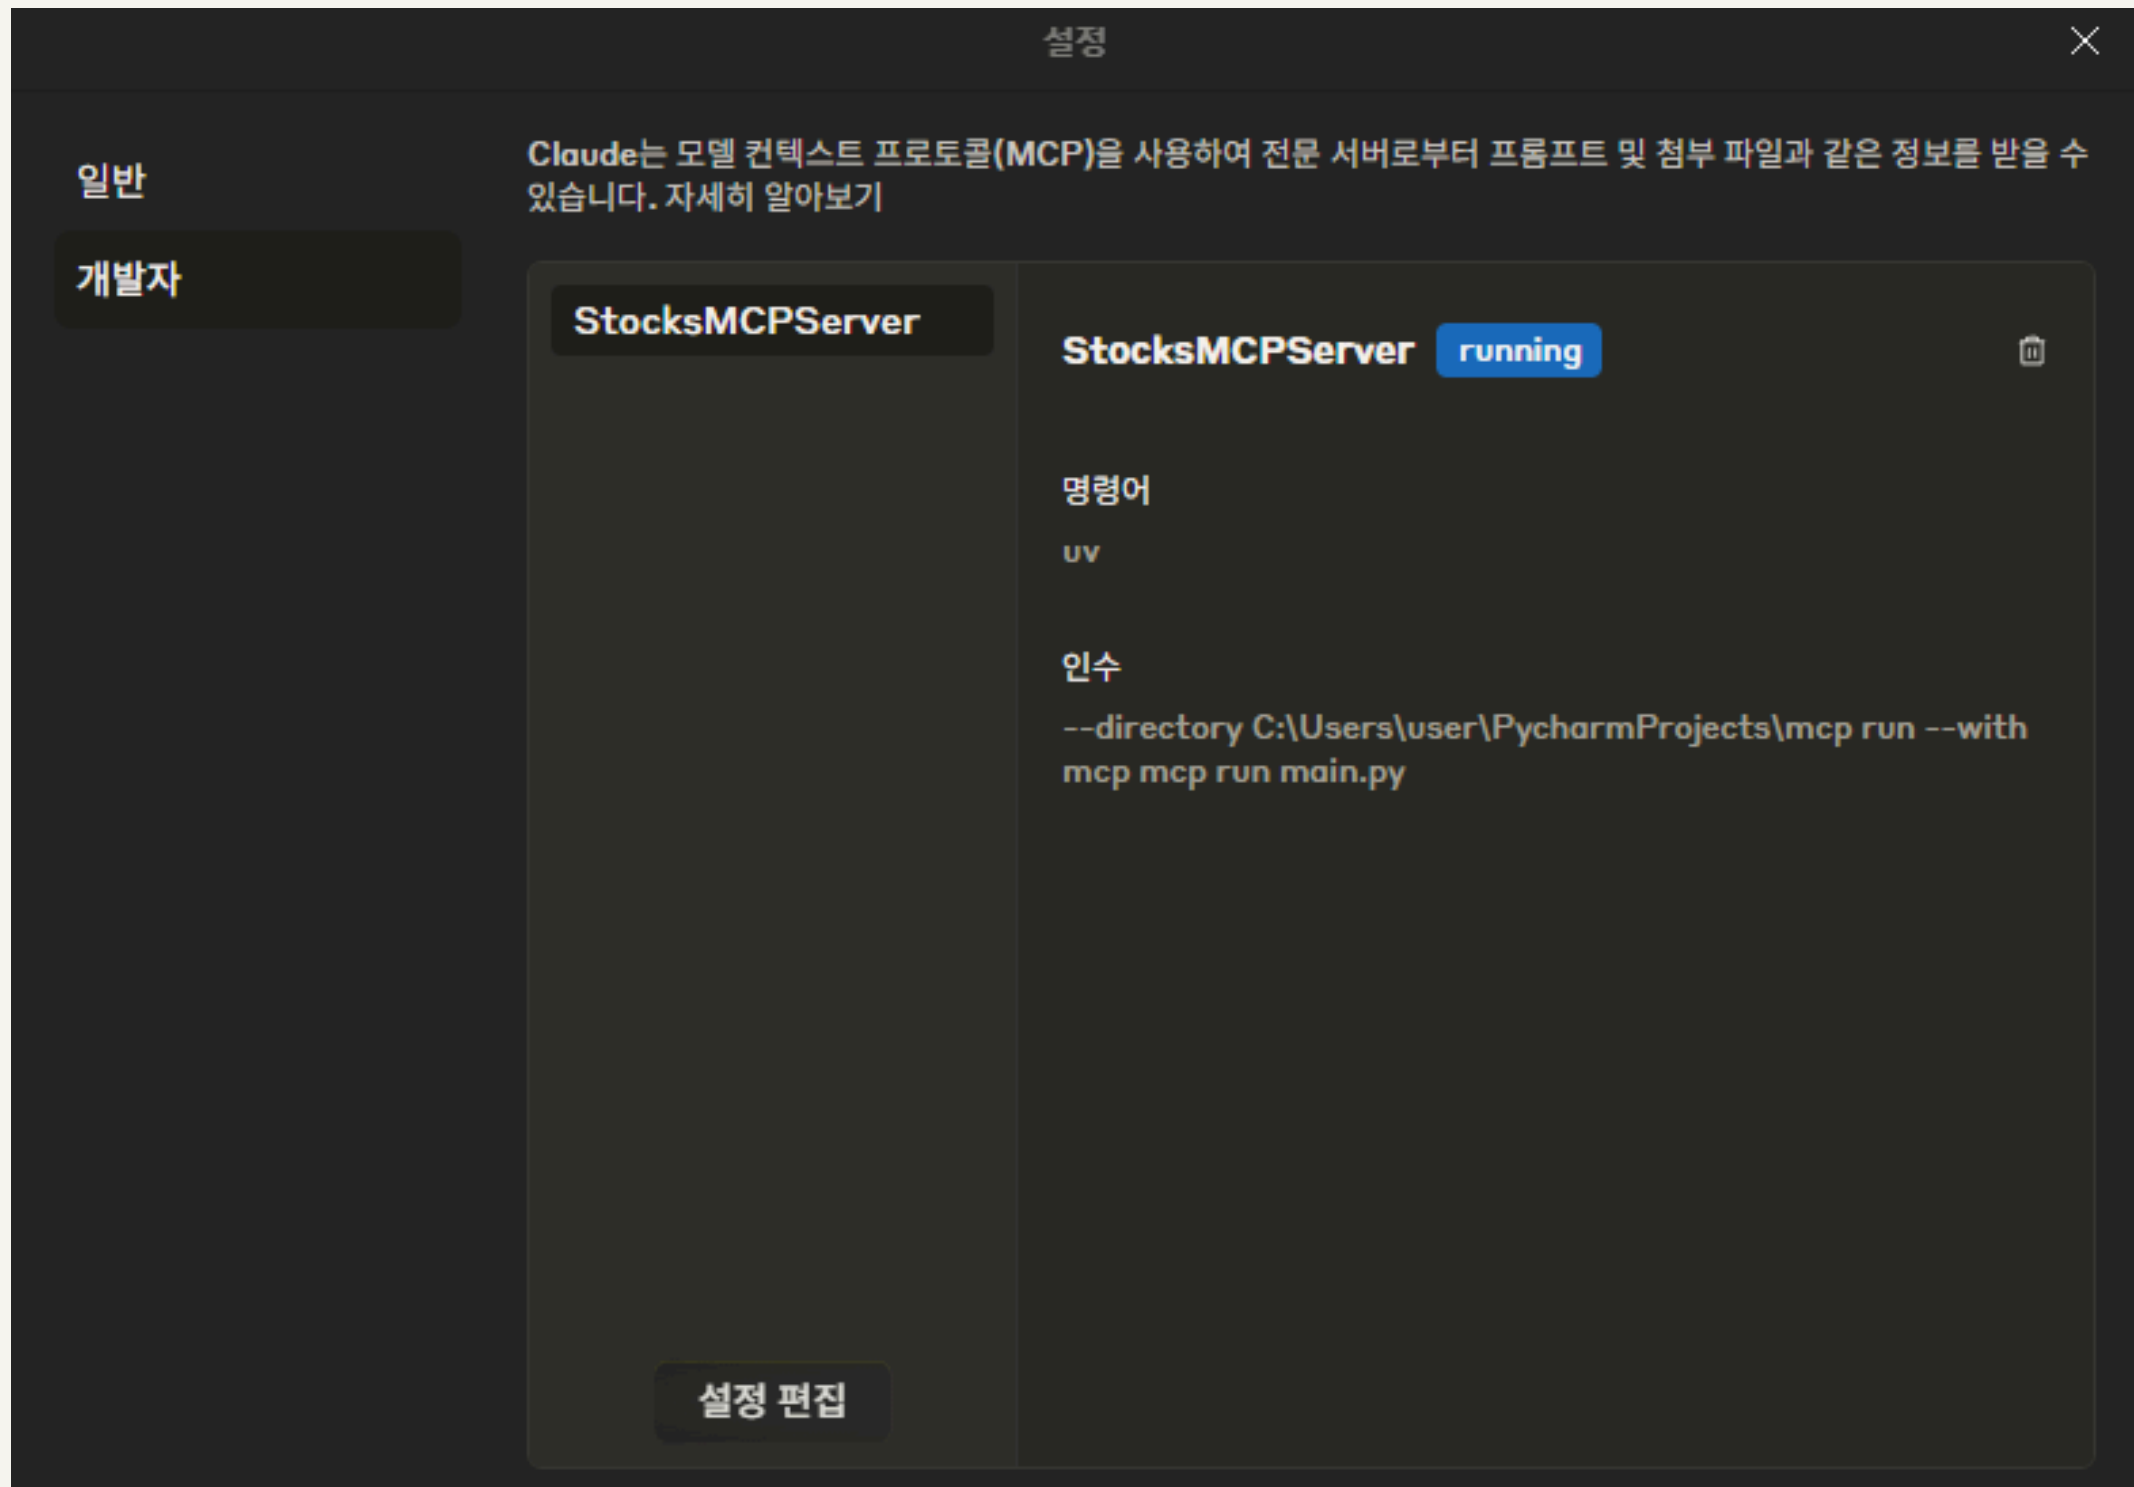 설정
일반
개발자
Claude는 모델 컨텍스트 프로토콜(MCP)을 사용하여 전문 서버로부터 프롬프트 및 첨부 파일과 같은 정보를 받을 수
있습니다. 자세히 알아보기
StocksMCPServer
설정 편집
StocksMCPServer running
명령어
uv
인수
--directory C:\Users\user\PycharmProjects\mcp run --with
mcp mcp run main.py